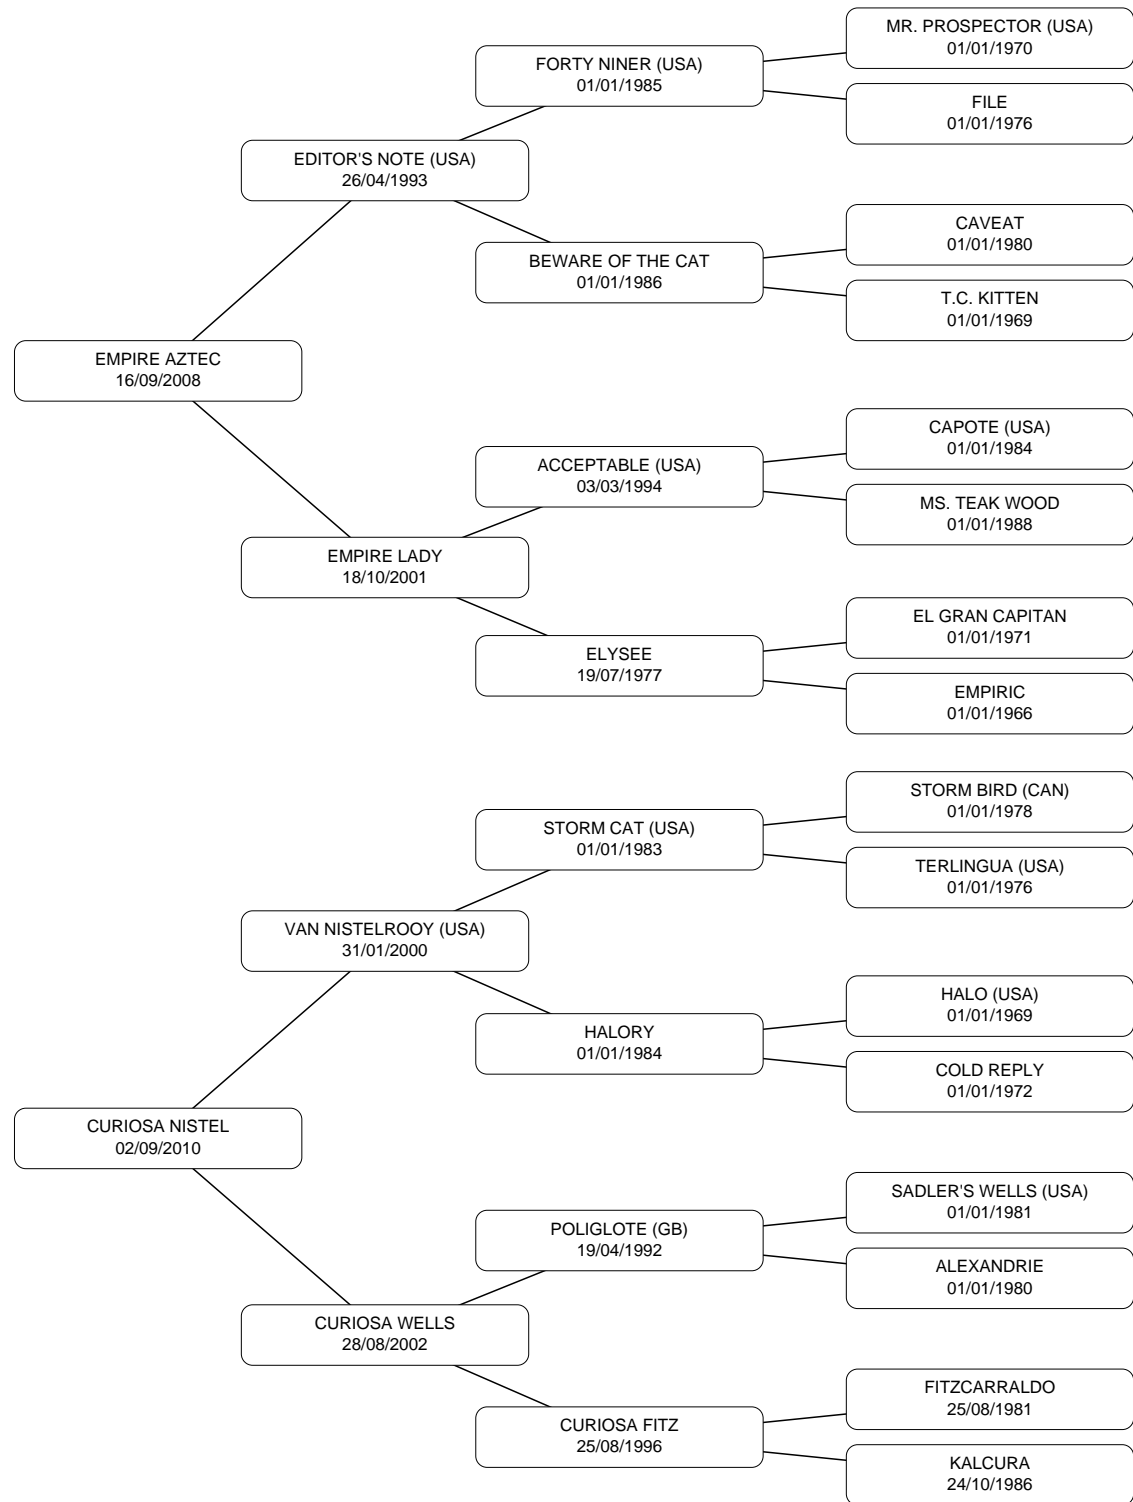 MR. PROSPECTOR (USA)
01/01/1970
FORTY NINER (USA)
01/01/1985
FILE
01/01/1976
EDITOR'S NOTE (USA)
26/04/1993
CAVEAT
01/01/1980
BEWARE OF THE CAT
01/01/1986
T.C. KITTEN
01/01/1969
EMPIRE AZTEC
16/09/2008
CAPOTE (USA)
01/01/1984
ACCEPTABLE (USA)
03/03/1994
MS. TEAK WOOD
01/01/1988
EMPIRE LADY
18/10/2001
EL GRAN CAPITAN
01/01/1971
ELYSEE
19/07/1977
EMPIRIC
01/01/1966
STORM BIRD (CAN)
01/01/1978
STORM CAT (USA)
01/01/1983
TERLINGUA (USA)
01/01/1976
VAN NISTELROOY (USA)
31/01/2000
HALO (USA)
01/01/1969
HALORY
01/01/1984
COLD REPLY
01/01/1972
CURIOSA NISTEL
02/09/2010
SADLER'S WELLS (USA)
01/01/1981
POLIGLOTE (GB)
19/04/1992
ALEXANDRIE
01/01/1980
CURIOSA WELLS
28/08/2002
FITZCARRALDO
25/08/1981
CURIOSA FITZ
25/08/1996
KALCURA
24/10/1986